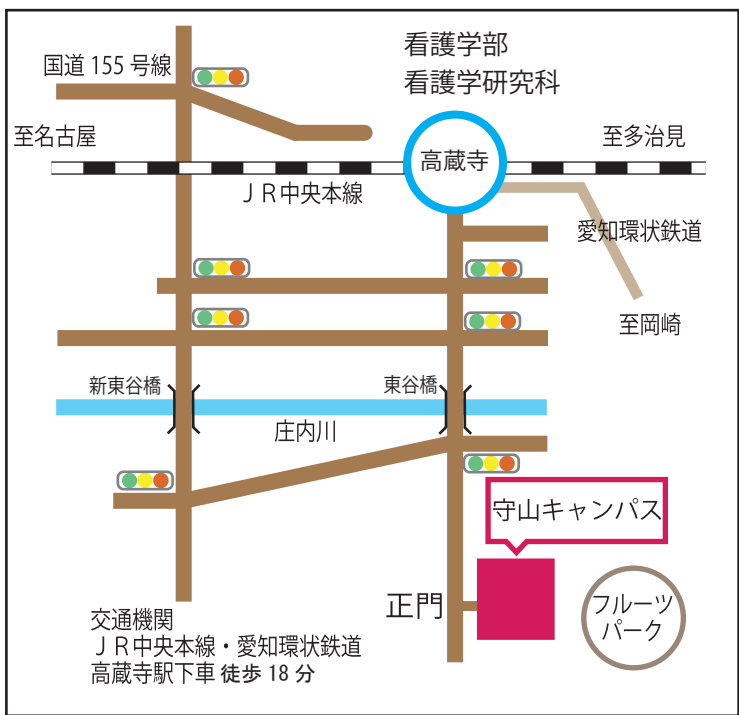 看護学部
看護学研究科
国道 155 号線
至名古屋
高蔵寺
至多治見
ＪＲ中央本線
愛知環状鉄道
至岡崎
新東谷橋
東谷橋
庄内川
守山キャンパス
正門
フルーツ
パーク
交通機関
ＪＲ中央本線・愛知環状鉄道
高蔵寺駅下車 徒歩 18 分